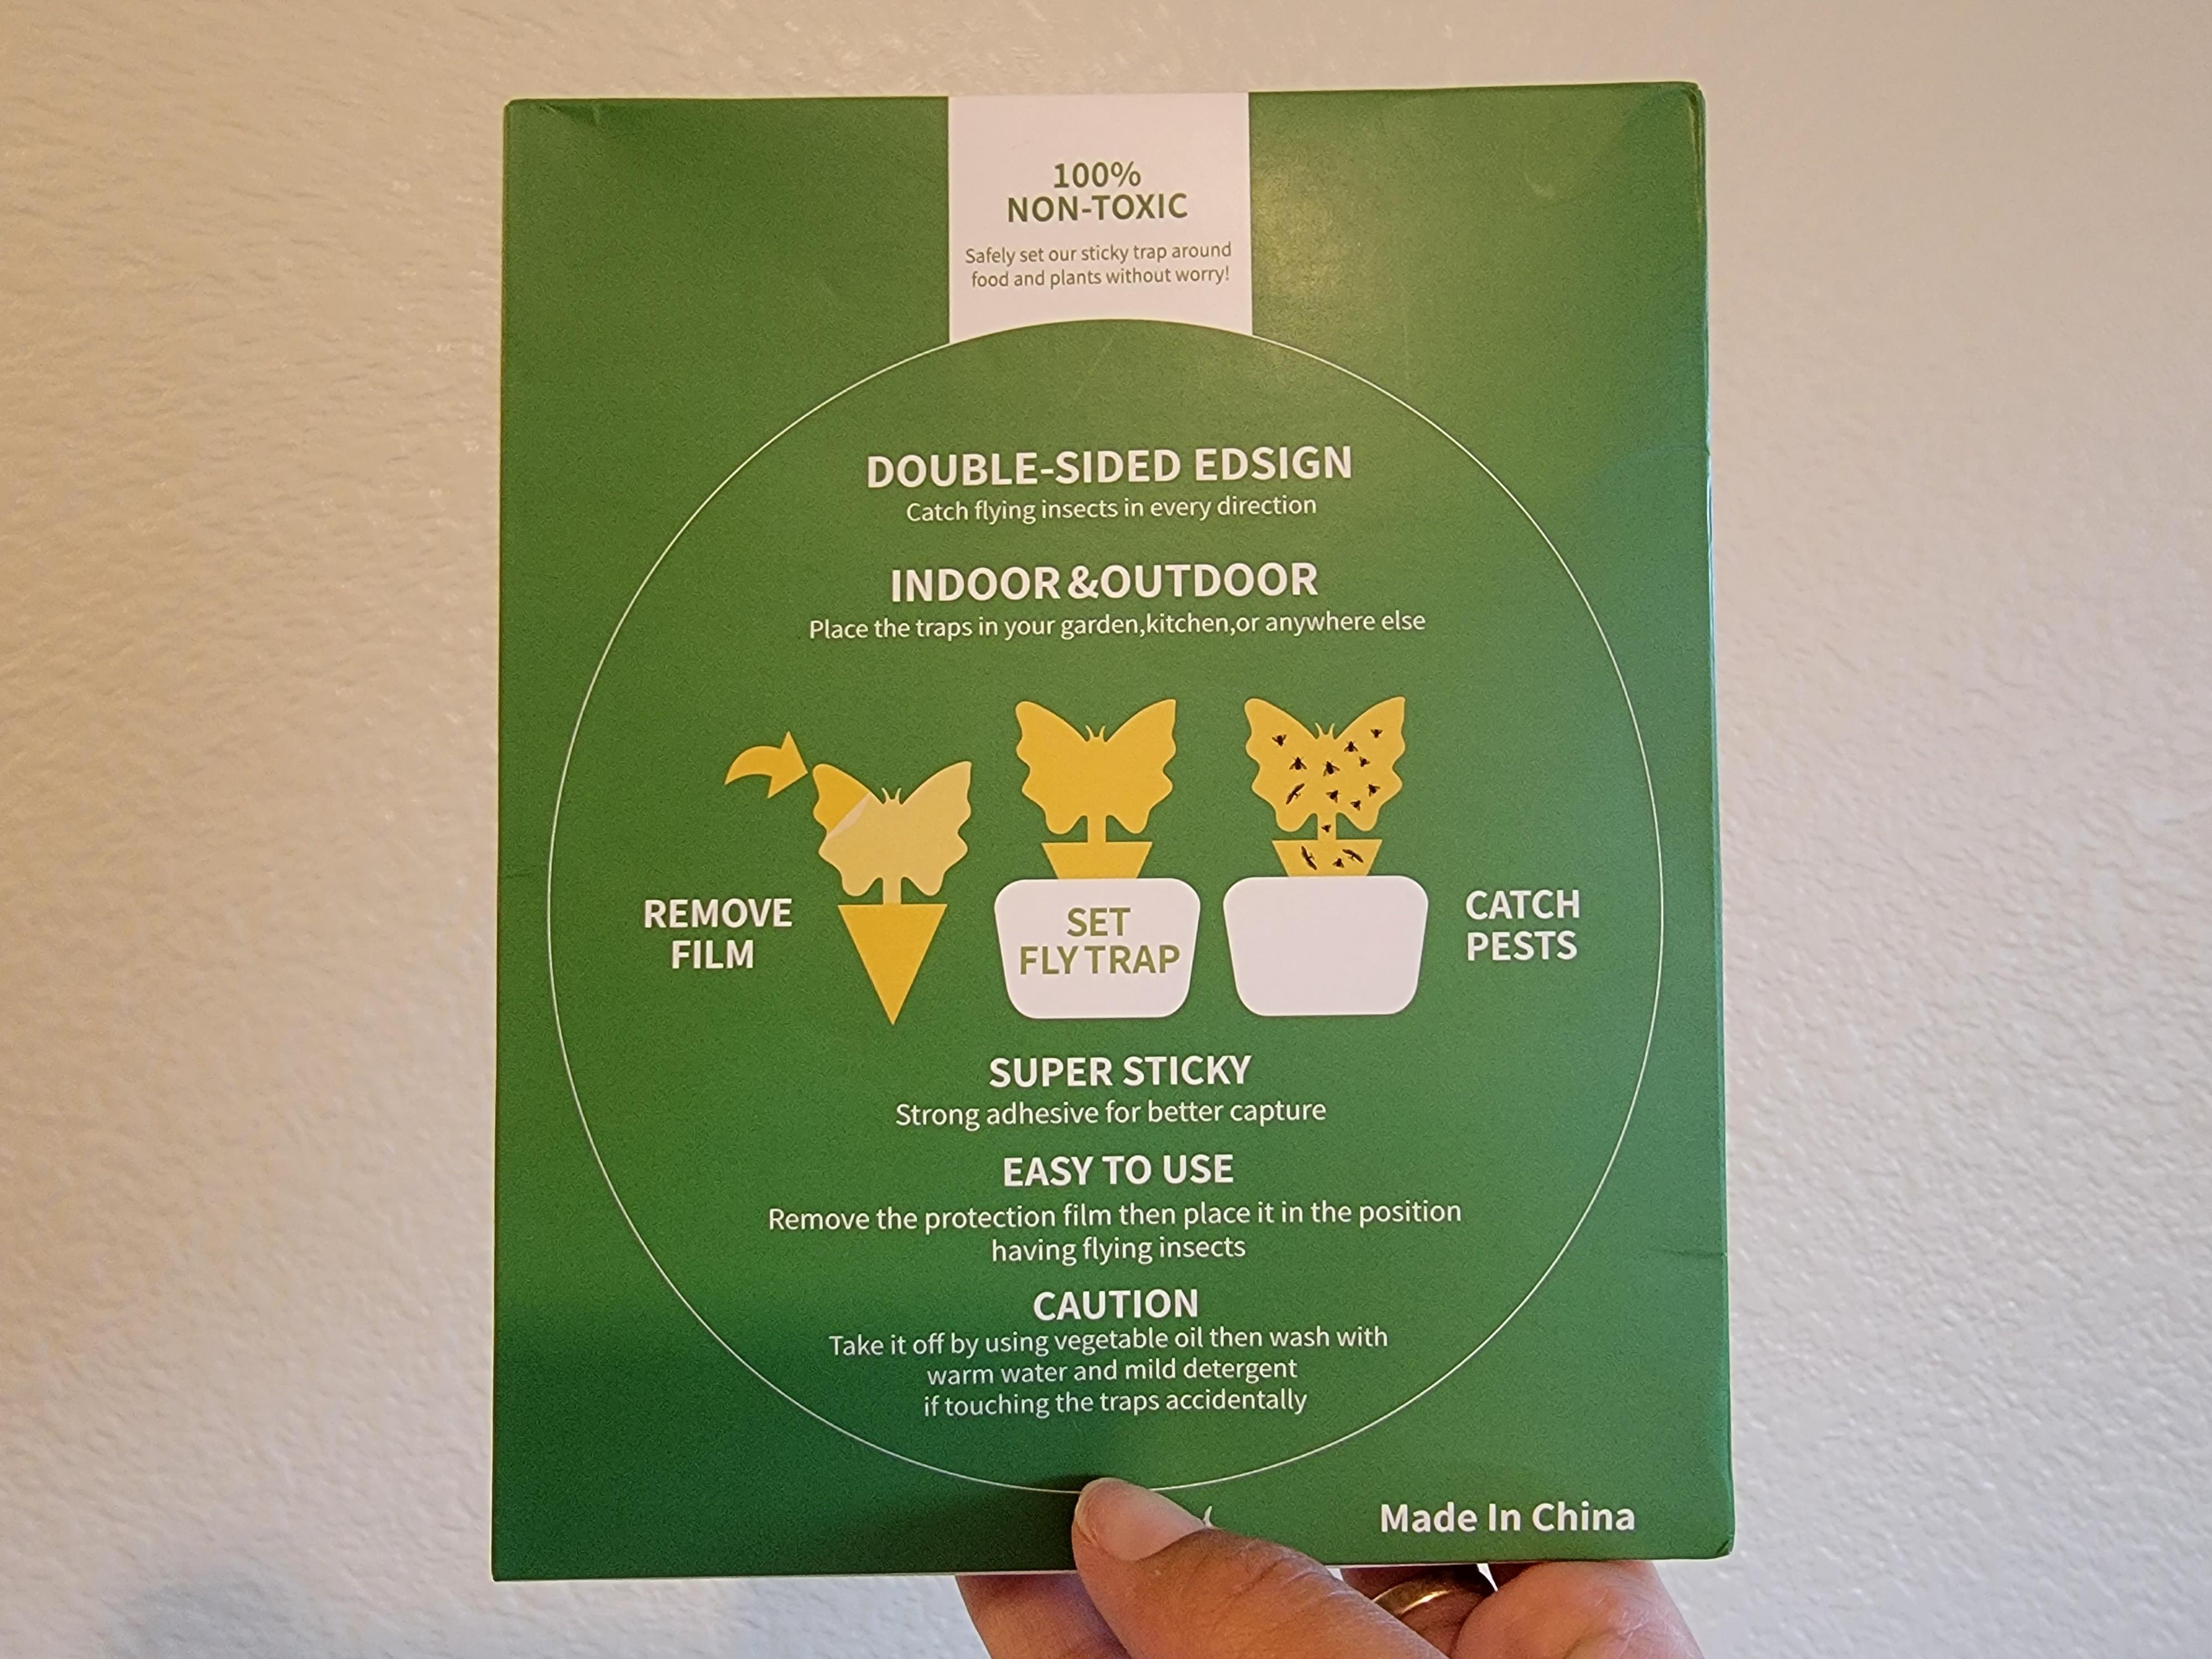 100%
NON-TOXIC
Safely set our sticky trap around
food and plants without worry!
DOUBLE-SIDED EDSIGN
Catch flying insects in every direction
INDOOR &OUTDOOR
Place the traps in your garden,kitchen,or anywhere else
REMOVE
FILM
SET
FLY TRAP
CATCH
PESTS
SUPER STICKY
Strong adhesive for better capture
EASY TO USE
Remove the protection film then place it in the position
having flying insects
CAUTION
Take it off by using vegetable oil then wash with
warm water and mild detergent
if touching the traps accidentally
Made In China